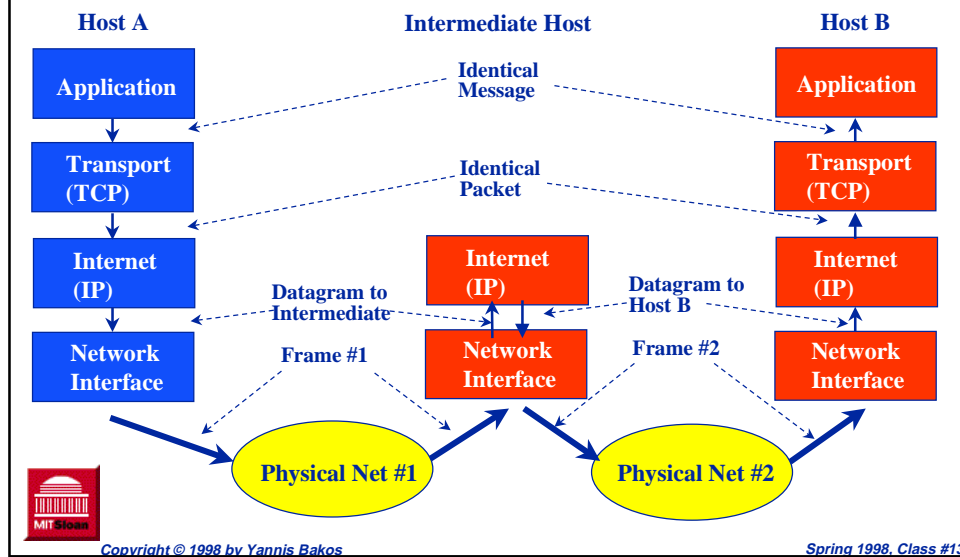 Host A
Intermediate Host
Host B
Application
Identical
Message
Application
Transport
(TCP)
Identical
Packet
Transport
(TCP)
Internet
(IP)
Datagram to
Intermediate
Internet
(IP)
Datagram to
Host B
Internet
(IP)
Network
Interface
Frame #1
Network
Interface
Frame #2
Network
Interface
Physical Net #1
Physical Net #2
MITSloan
Copyright © 1998 by Yannis Bakos
Spring 1998, Class #13